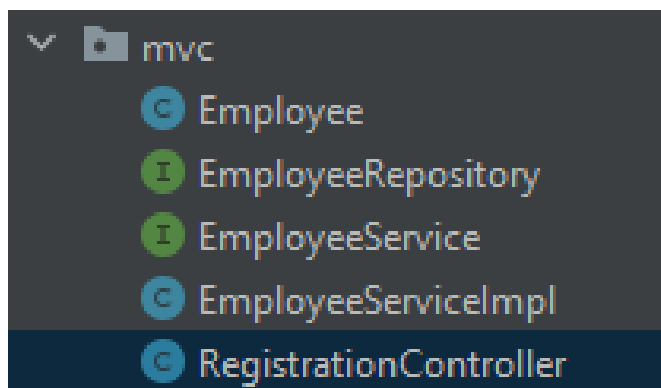 mvc
C Employee
I EmployeeRepository
I EmployeeService
C EmployeeServiceImpl
C RegistrationController